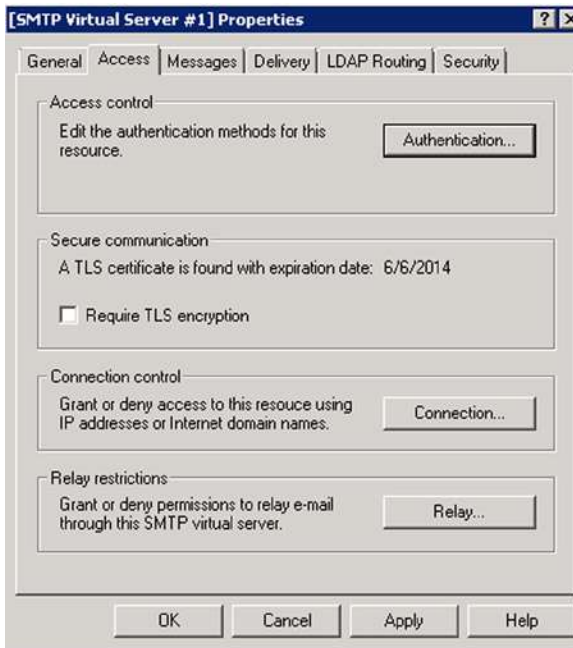 [SMTP Virtual Server #1] Properties
? X
General Access Messages Delivery LDAP Routing Security
Access control
Edit the authentication methods for this
resource.
Authentication...
Secure communication
A TLS certificate is found with expiration date: 6/6/2014
Require TLS encryption
Connection control
Grant or deny access to this resouce using
IP addresses or Internet domain names.
Connection...
Relay restrictions
Grant or deny permissions to relay e-mail
through this SMTP virtual server.
Relay...
OK Cancel Apply Help